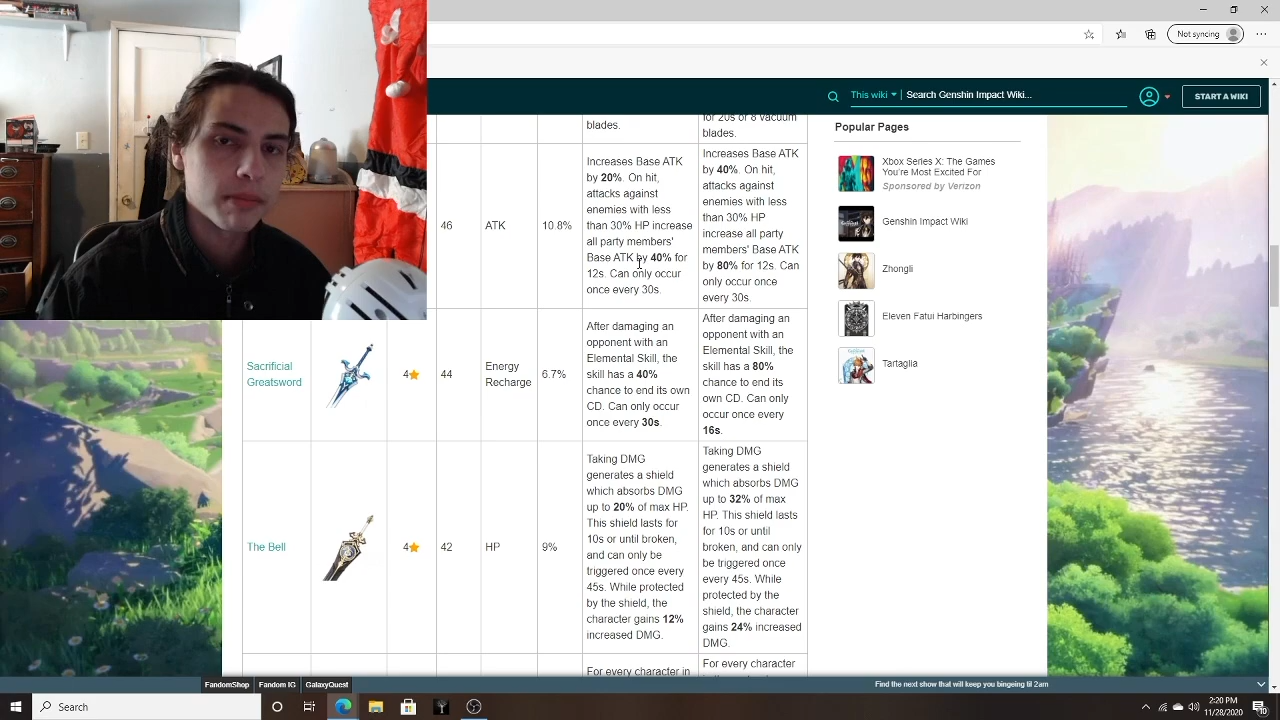 Not syncing
This wiki
Search Genshin Impact Wiki...
START A WIKI
blades.
for 20s or 8 vacuum
blades.
46
ATK
10.8%
Increases Base ATK
by 20%. On hit,
attacks against
enemies with less
than 30% HP increase
all party members'
Base ATK by 40% for
12s. Can only occur
once every 30s.
Increases Base ATK
by 40%. On hit,
attacks against
enemies with less
than 30% HP
increase all party
members' Base ATK
by 80% for 12s. Can
only occur once
every 30s.
Sacrificial
Greatsword
4
44
Energy
Recharge
6.7%
After damaging an
opponent with an
Elemental Skill, the
skill has a 40%
chance to end its own
CD. Can only occur
every 30s.
After damaging an
opponent with an
Elemental Skill, the
skill has a 80%
chance to end its
own CD. Can only
occur once every
16s.
The Bell
4
42
HP
9%
Taking DMG
generates a shield
which absorbs DMG
up to 20% of max HP.
This shield lasts for
10s or until broken,
and can only be
triggered once every
45s. While protected
by the shield, the
character gains 12%
increased DMG.
Taking DMG
generates a shield
which absorbs DMG
up to 32% of max
HP. This shield lasts
for 10s or until
broken, and can only
be triggered once
every 45s. While
protected by the
shield, the character
gains 24% increased
DMG.
For every character in
For every character
Popular Pages
Xbox Series X: The Games
You're Most Excited For
Sponsored by Verizon
Genshin Impact Wiki
Zhongli
Eleven Fatui Harbingers
Tartaglia
FandomShop
Fandom IG
GalaxyQuest
Find the next show that will keep you bingeing til 2am
Search
2:20 PM
11/28/2020